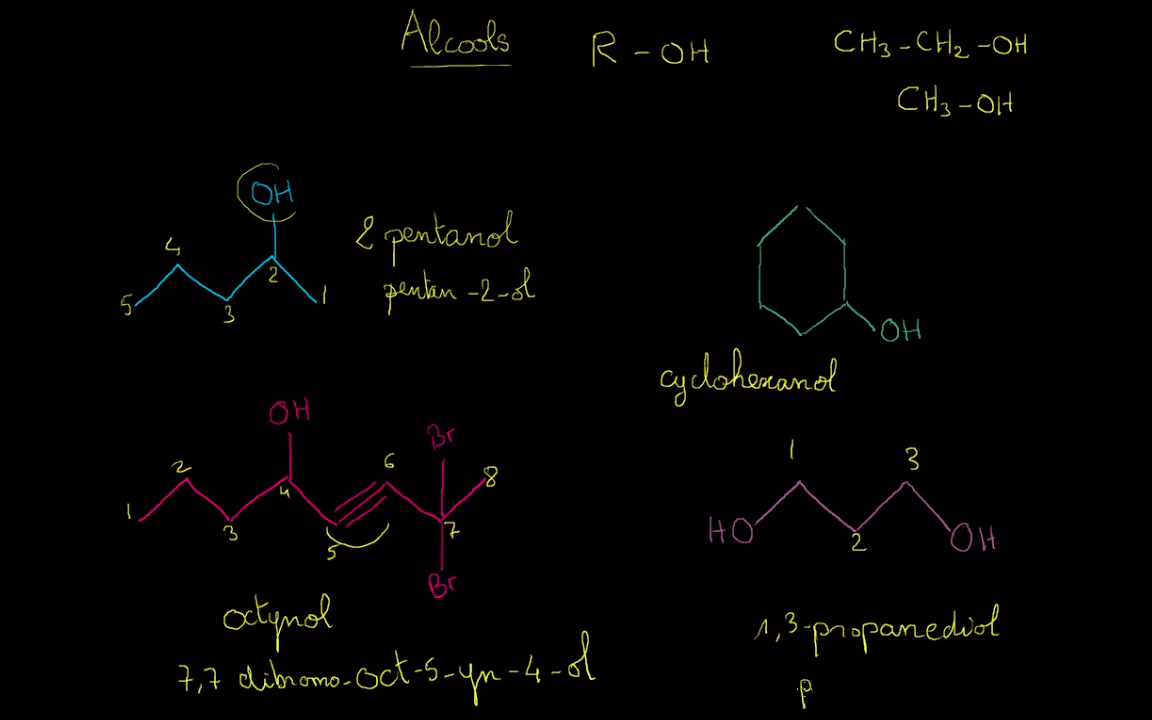 Alcools R - OH CH3 - CH2 - OH
CH3 - OH
OH
2 pentanol
pentan - 2 - ol
5 4 3 2 1
OH
cyclohexanol
OH
Br
1 2 3 4 5 6 7 8
Br
octynol
7,7 dibromo-oct-5-yn-4-ol
1 3
HO 2 OH
1,3-propanediol
p